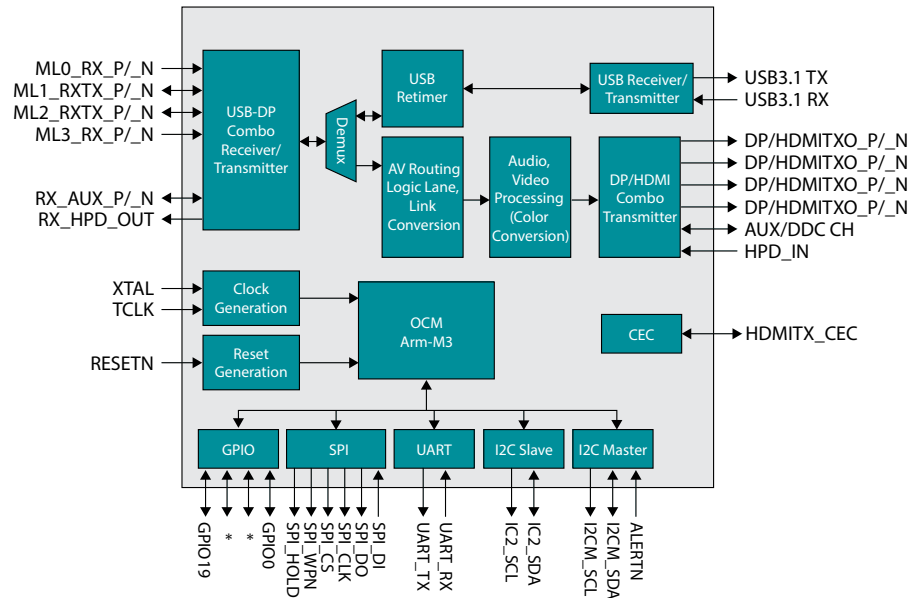 ML0_RX_P/_N
ML1_RXTX_P/_N
ML2_RXTX_P/_N
ML3_RX_P/_N
RX_AUX_P/_N
RX_HPD_OUT
USB-DP
Combo
Receiver/
Transmitter
Demux
USB
Retimer
USB Receiver/
Transmitter
USB3.1 TX
USB3.1 RX
AV Routing
Logic Lane,
Link
Conversion
Audio,
Video
Processing
(Color
Conversion)
DP/HDMI
Combo
Transmitter
DP/HDMITXO_P/_N
DP/HDMITXO_P/_N
DP/HDMITXO_P/_N
DP/HDMITXO_P/_N
AUX/DDC CH
HPD_IN
XTAL
TCLK
Clock
Generation
RESETN
Reset
Generation
OCM
Arm-M3
CEC
HDMITX_CEC
GPIO
SPI
UART
I2C Slave
I2C Master
GPIO19
*
*
GPIO0
SPI_HOLD
SPI_WPN
SPI_CS
SPI_CLK
SPI_DO
SPI_DI
UART_TX
UART_RX
IC2_SCL
IC2_SDA
I2CM_SCL
I2CM_SDA
ALERTN